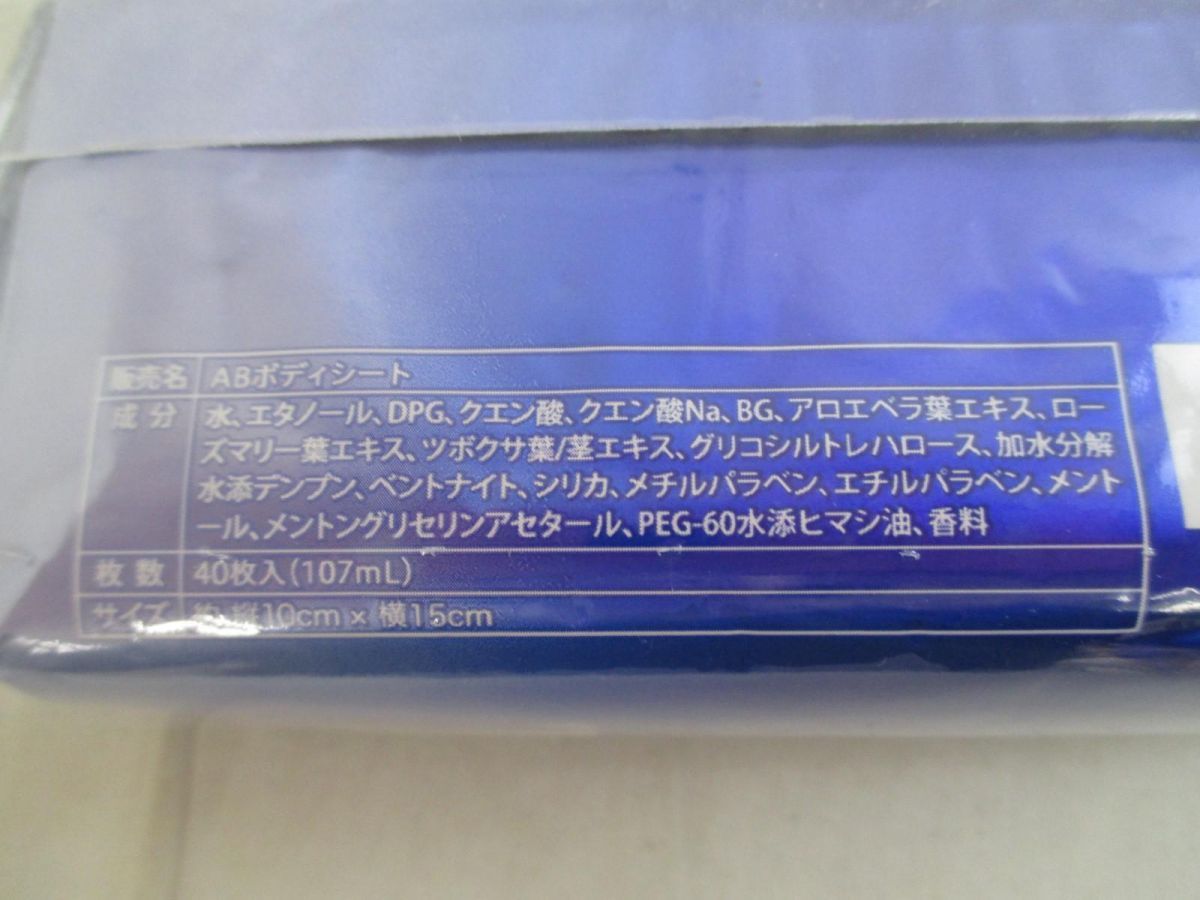 販売名 ABボディシート
成分 水、エタノール、DPG、クエン酸、クエン酸Na、BG、アロエベラ葉エキス、ロー
ズマリー葉エキス、ツボクサ葉/茎エキス、グリコシルトレハロース、加水分解
水添デンプン、ベントナイト、シリカ、メチルパラベン、エチルパラベン、メント
ール、メントングリセリンアセタール、PEG-60水添ヒマシ油、香料
枚数 40枚入(107mL)
サイズ 約 縦10cm × 横15cm